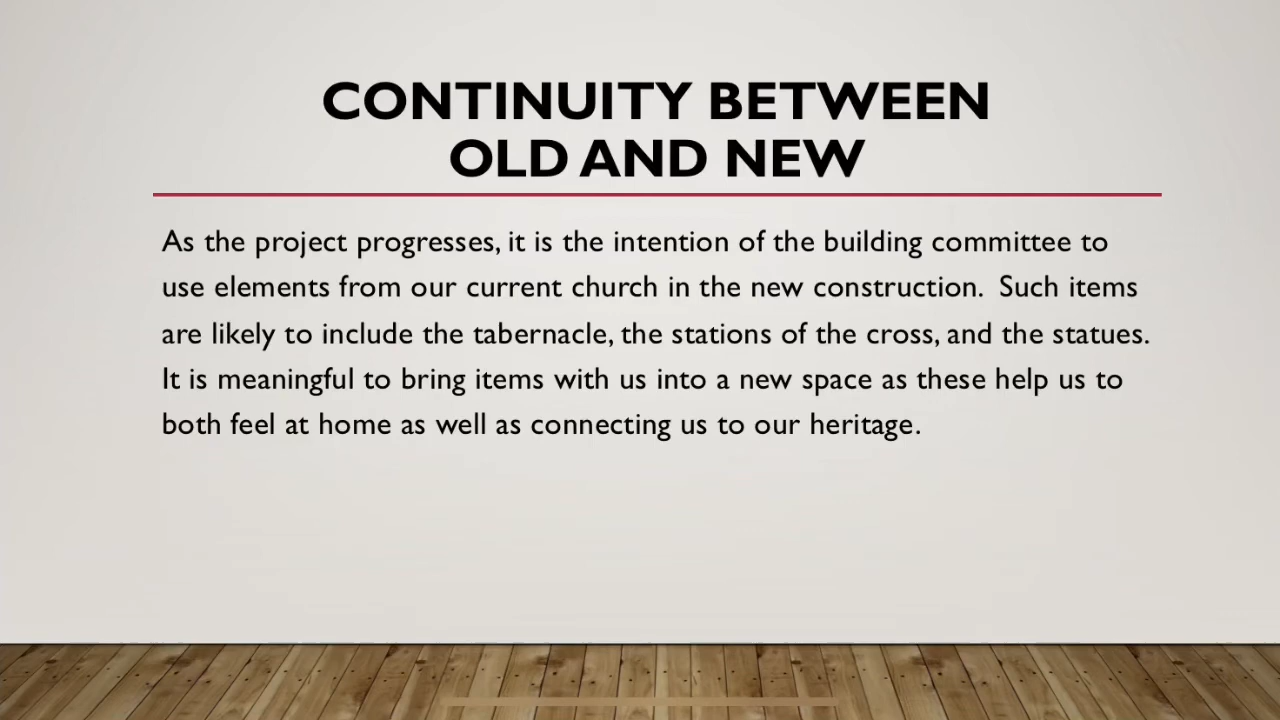 CONTINUITY BETWEEN
OLD AND NEW
As the project progresses, it is the intention of the building committee to
use elements from our current church in the new construction.  Such items
are likely to include the tabernacle, the stations of the cross, and the statues.
It is meaningful to bring items with us into a new space as these help us to
both feel at home as well as connecting us to our heritage.